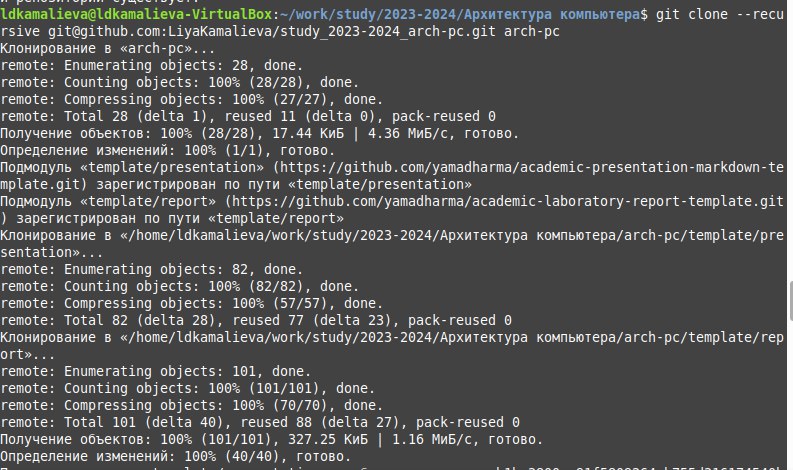 ldkamalieva@ldkamalieva-VirtualBox:~/work/study/2023-2024/Архитектура компьютера$ git clone --recu
rsive git@github.com:LiyaKamalieva/study_2023-2024_arch-pc.git arch-pc
Клонирование в «arch-pc»...
remote: Enumerating objects: 28, done.
remote: Counting objects: 100% (28/28), done.
remote: Compressing objects: 100% (27/27), done.
remote: Total 28 (delta 1), reused 11 (delta 0), pack-reused 0
Получение объектов: 100% (28/28), 17.44 КиБ | 4.36 МиБ/с, готово.
Определение изменений: 100% (1/1), готово.
Подмодуль «template/presentation» (https://github.com/yamadharma/academic-presentation-markdown-te
mplate.git) зарегистрирован по пути «template/presentation»
Подмодуль «template/report» (https://github.com/yamadharma/academic-laboratory-report-template.git
) зарегистрирован по пути «template/report»
Клонирование в «/home/ldkamalieva/work/study/2023-2024/Архитектура компьютера/arch-pc/template/pre
sentation»...
remote: Enumerating objects: 82, done.
remote: Counting objects: 100% (82/82), done.
remote: Compressing objects: 100% (57/57), done.
remote: Total 82 (delta 28), reused 77 (delta 23), pack-reused 0
Клонирование в «/home/ldkamalieva/work/study/2023-2024/Архитектура компьютера/arch-pc/template/rep
ort»...
remote: Enumerating objects: 101, done.
remote: Counting objects: 100% (101/101), done.
remote: Compressing objects: 100% (70/70), done.
remote: Total 101 (delta 40), reused 88 (delta 27), pack-reused 0
Получение объектов: 100% (101/101), 327.25 КиБ | 1.16 МиБ/с, готово.
Определение изменений: 100% (40/40), готово.